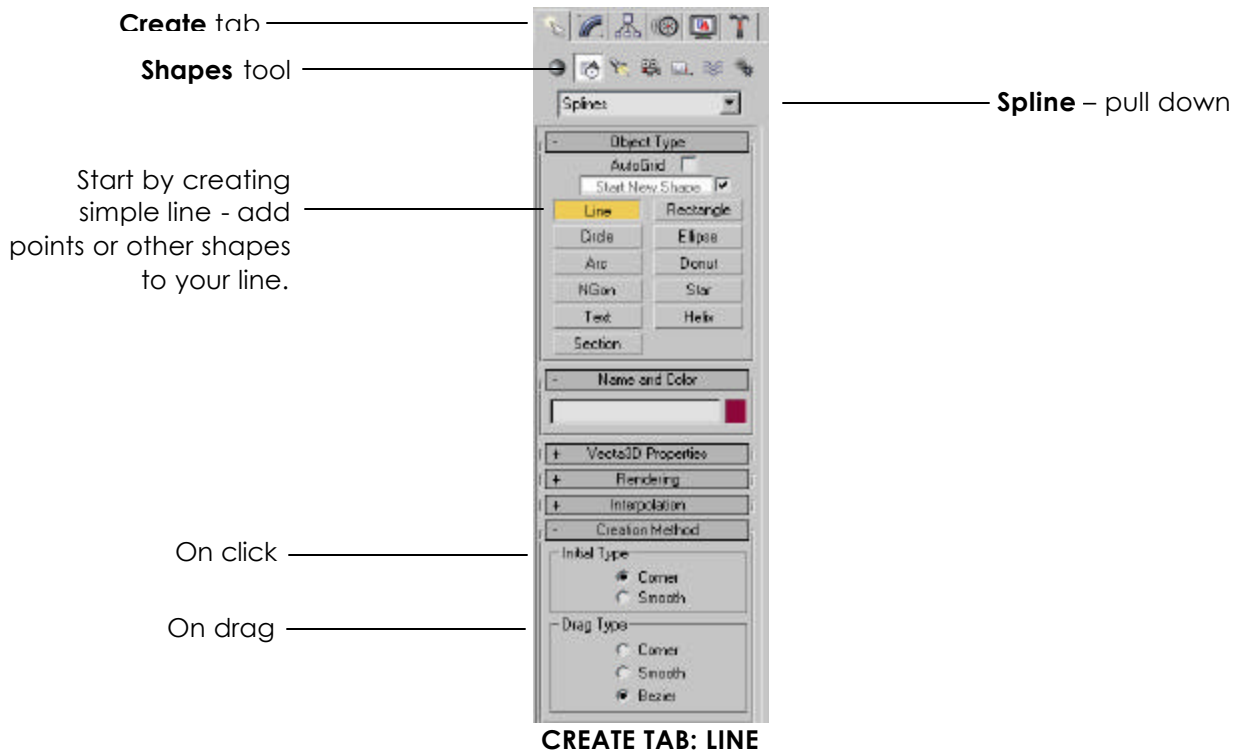 Create tab
Shapes tool
Splines
Spline – pull down
- Object Type
AutoGrid
Start New Shape
Start by creating
simple line - add
points or other shapes
to your line.
Line Rectangle
Circle Ellipse
Arc Donut
NGon Star
Text Helix
Section
- Name and Color
+ Vecta3D Properties
+ Rendering
+ Interpolation
- Creation Method
On click
Initial Type
Corner
Smooth
On drag
Drag Type
Corner
Smooth
Bezier
CREATE TAB: LINE